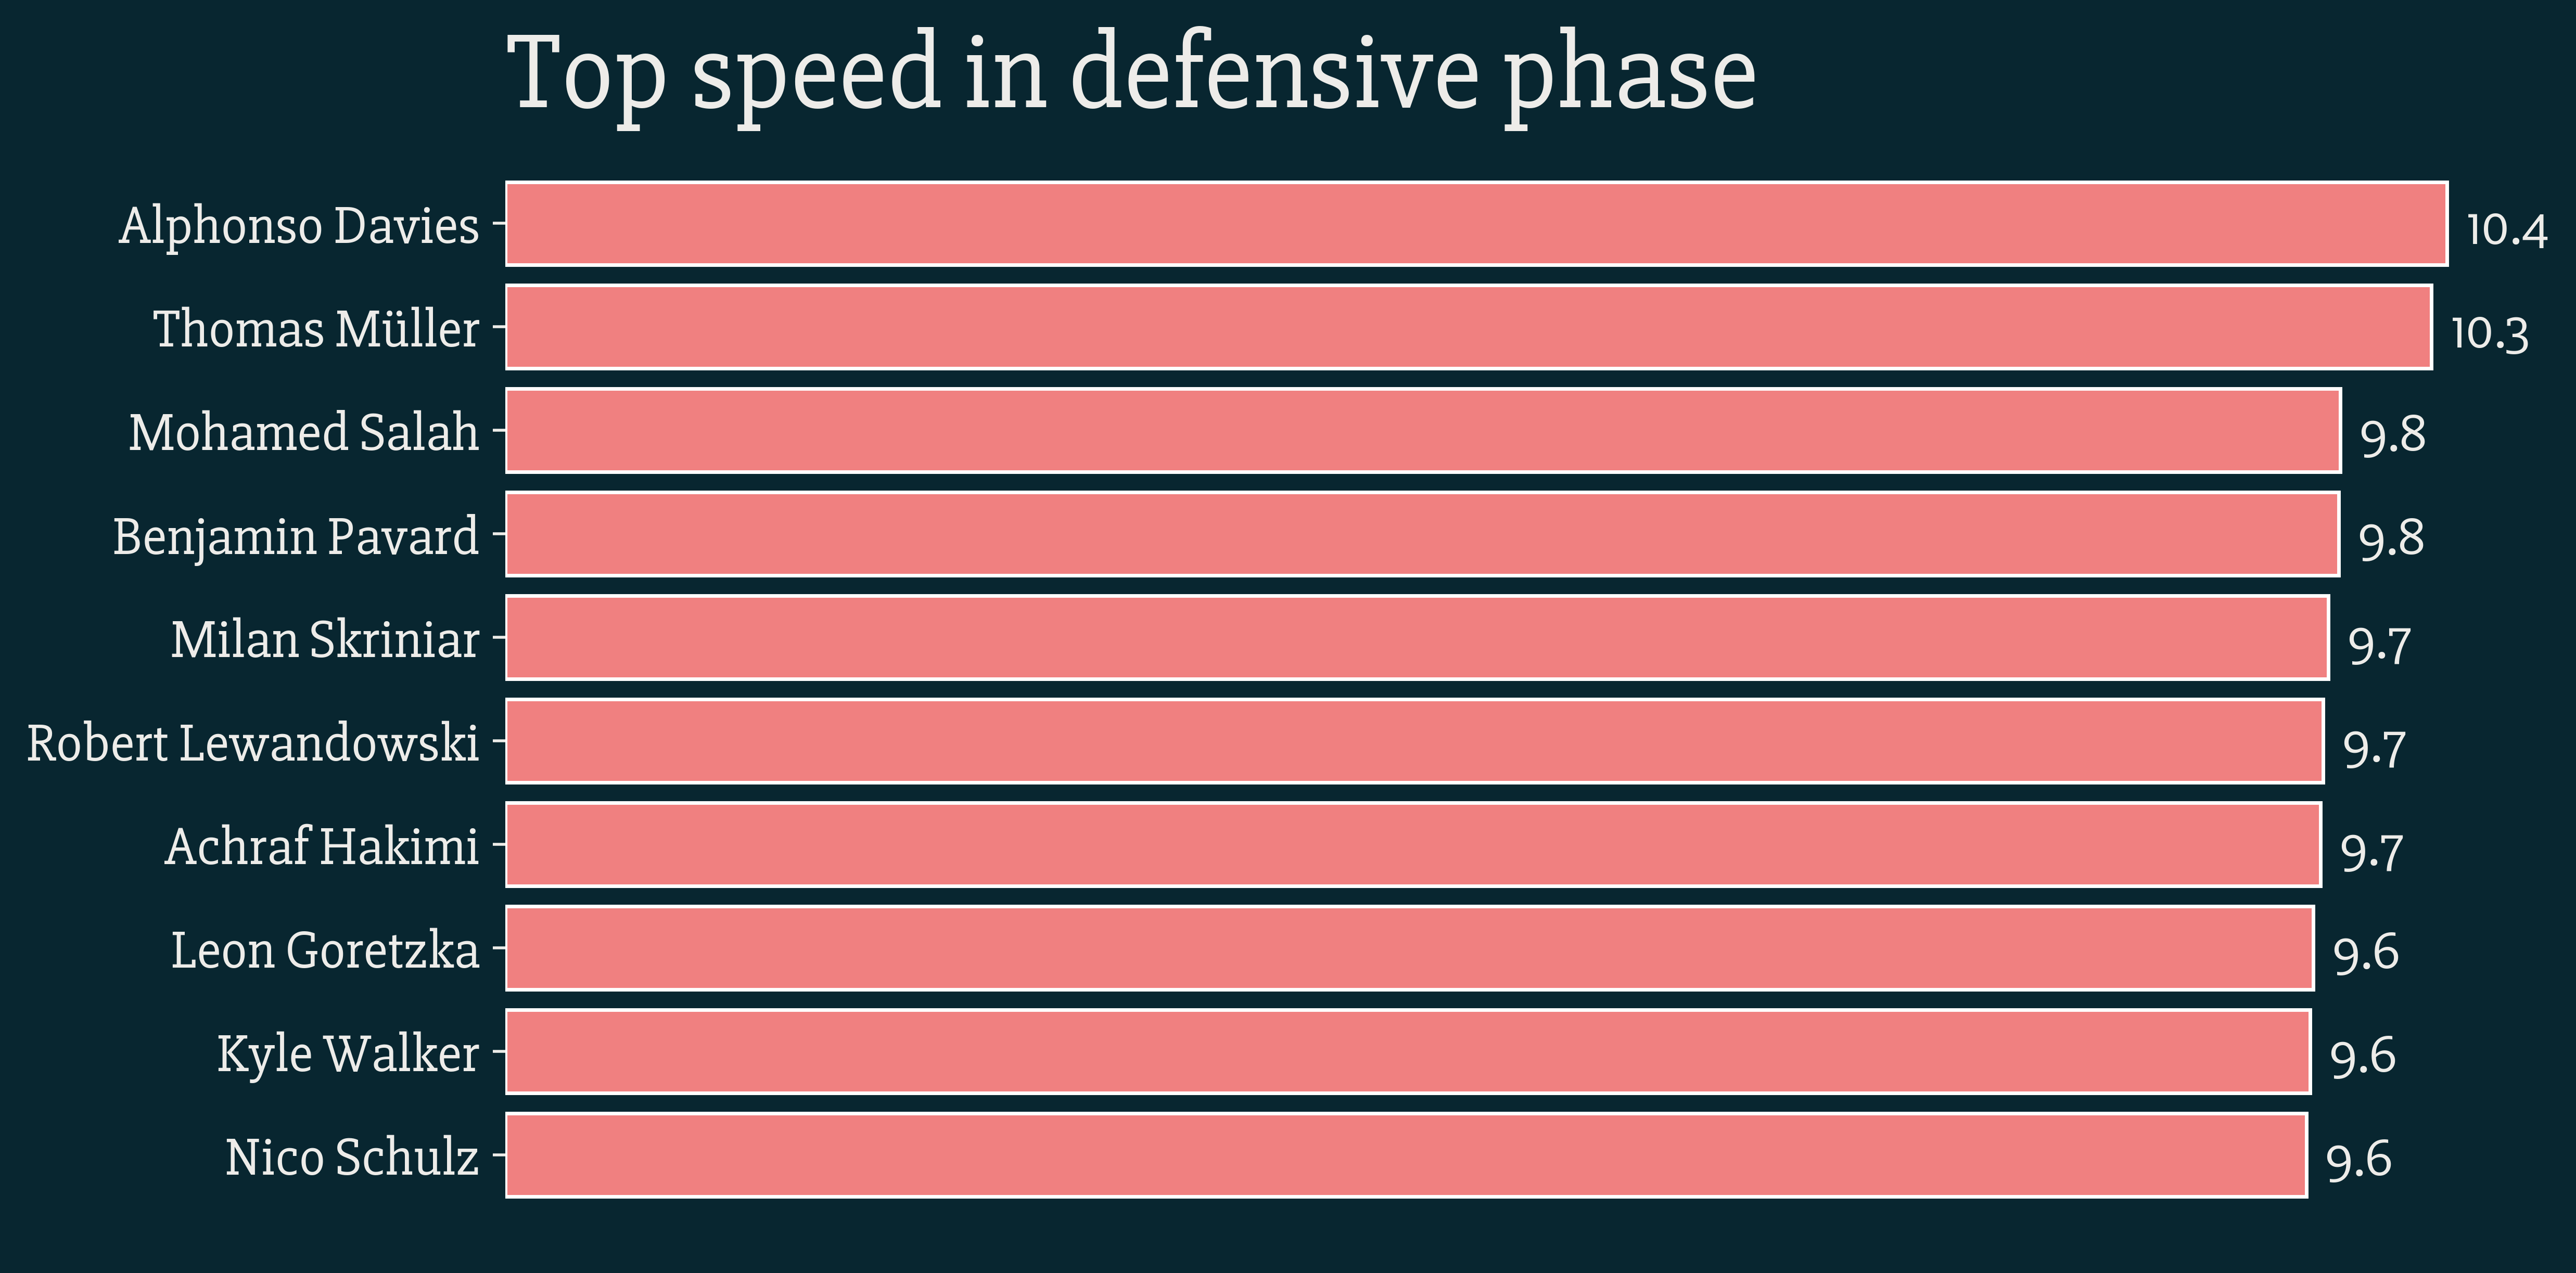 Top speed in defensive phase
Alphonso Davies 10.4
Thomas Müller 10.3
Mohamed Salah 9.8
Benjamin Pavard 9.8
Milan Skriniar 9.7
Robert Lewandowski 9.7
Achraf Hakimi 9.7
Leon Goretzka 9.6
Kyle Walker 9.6
Nico Schulz 9.6